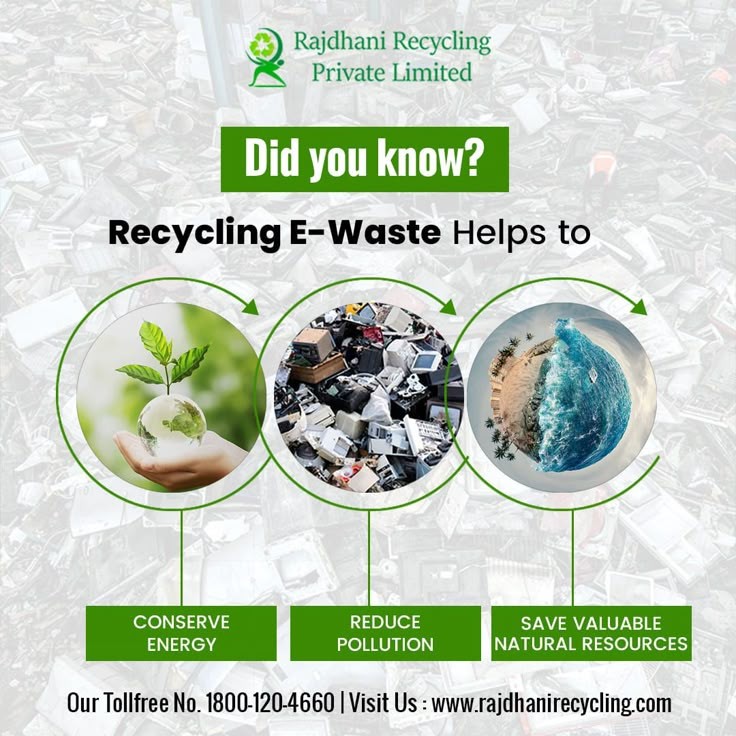 Rajdhani Recycling
Private Limited
Did you know?
Recycling E-Waste Helps to
CONSERVE
ENERGY
REDUCE
POLLUTION
SAVE VALUABLE
NATURAL RESOURCES
Our Tollfree No. 1800-120-4660 | Visit Us : www.rajdhanirecycling.com